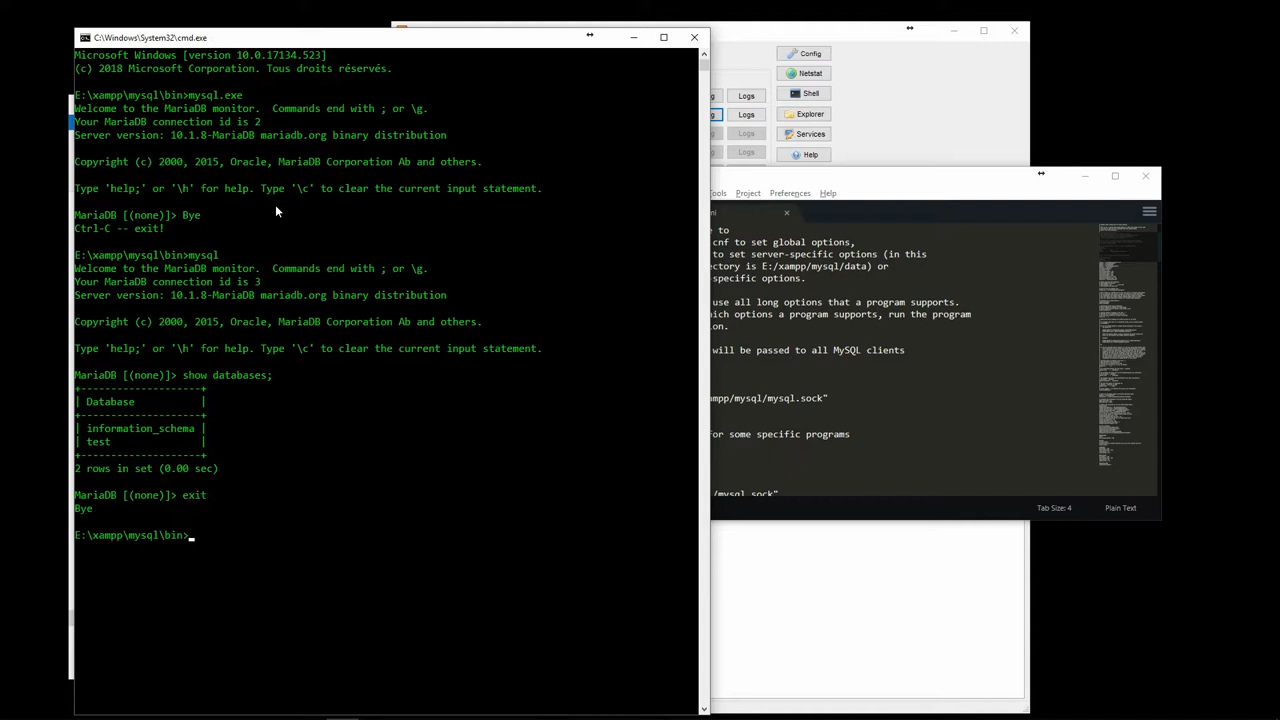 C:\Windows\System32\cmd.exe
Microsoft Windows [version 10.0.17134.523]
(c) 2018 Microsoft Corporation. Tous droits réservés.
E:\xampp\mysql\bin>mysql.exe
Welcome to the MariaDB monitor.  Commands end with ; or \g.
Your MariaDB connection id is 2
Server version: 10.1.8-MariaDB mariadb.org binary distribution
Copyright (c) 2000, 2015, Oracle, MariaDB Corporation Ab and others.
Type 'help;' or '\h' for help. Type '\c' to clear the current input statement.
MariaDB [(none)]> Bye
Ctrl-C -- exit!
E:\xampp\mysql\bin>mysql
Welcome to the MariaDB monitor.  Commands end with ; or \g.
Your MariaDB connection id is 3
Server version: 10.1.8-MariaDB mariadb.org binary distribution
Copyright (c) 2000, 2015, Oracle, MariaDB Corporation Ab and others.
Type 'help;' or '\h' for help. Type '\c' to clear the current input statement.
MariaDB [(none)]> show databases;
+--------------------+
| Database           |
+--------------------+
| information_schema |
| test               |
+--------------------+
2 rows in set (0.00 sec)
MariaDB [(none)]> exit
Bye
E:\xampp\mysql\bin>
Config
Netstat
Logs
Shell
Logs
Explorer
Logs
Services
Logs
Help
Tools Project Preferences Help
e to
cnf to set global options,
to set server-specific options (in this
ectory is E:/xampp/mysql/data) or
specific options.
use all long options that a program supports.
ich options a program supports, run the program
ion.
will be passed to all MySQL clients
ampp/mysql/mysql.sock"
for some specific programs
/mysql.sock"
Tab Size: 4 Plain Text